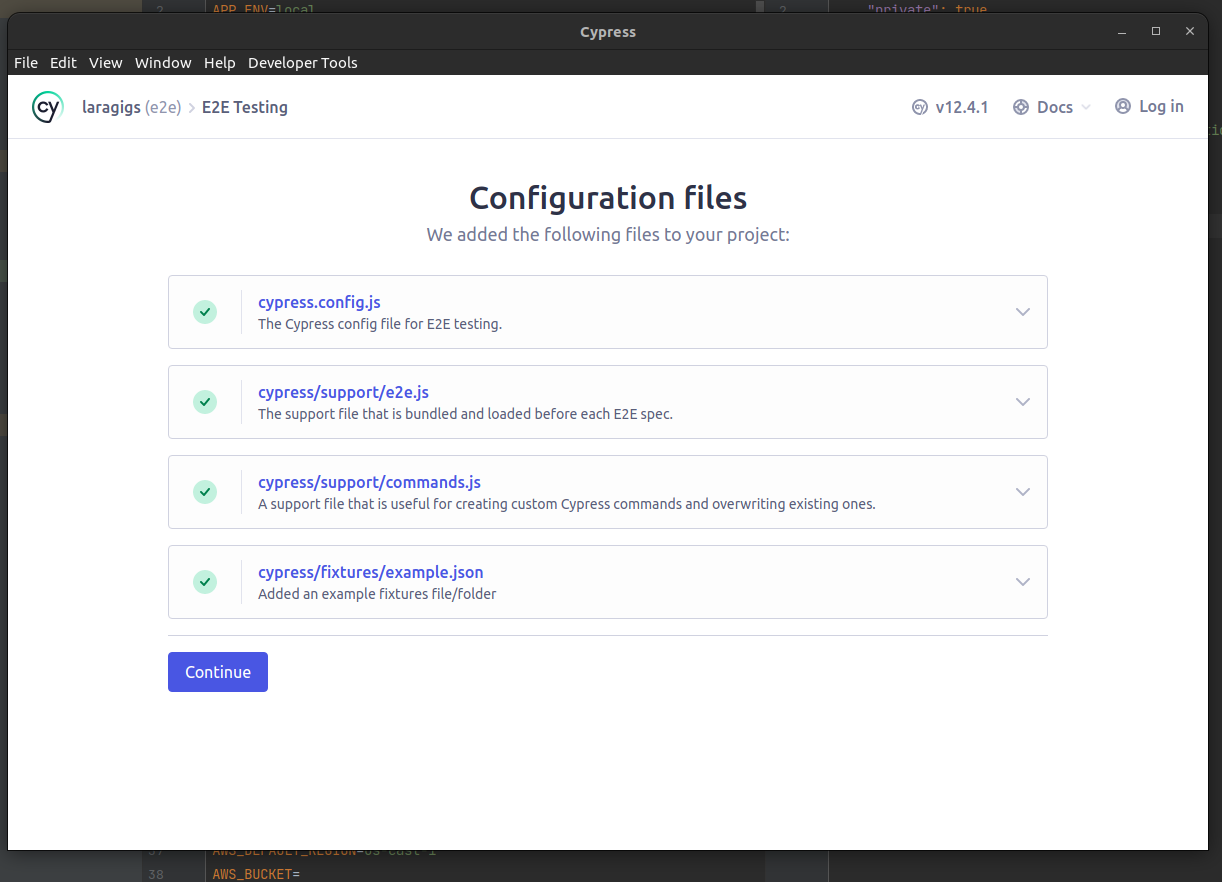 2 APP_ENV=local 2 "private": true
Cypress
File Edit View Window Help Developer Tools
cy laragigs (e2e) > E2E Testing v12.4.1 Docs Log in
Configuration files
We added the following files to your project:
cypress.config.js
The Cypress config file for E2E testing.
cypress/support/e2e.js
The support file that is bundled and loaded before each E2E spec.
cypress/support/commands.js
A support file that is useful for creating custom Cypress commands and overwriting existing ones.
cypress/fixtures/example.json
Added an example fixtures file/folder
Continue
37 AWS_DEFAULT_REGION=us-east-1
38 AWS_BUCKET=